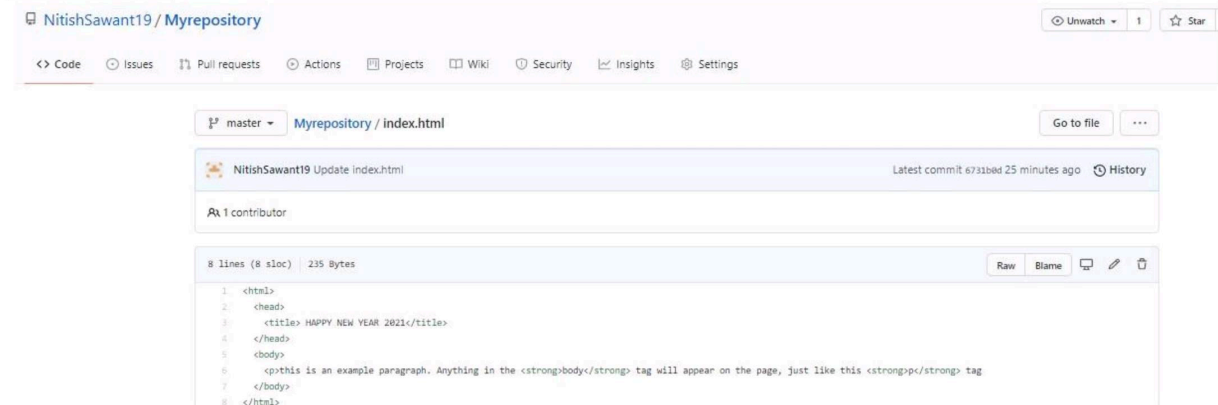 NitishSawant19 / Myrepository
Unwatch 1 Star
Code Issues Pull requests Actions Projects Wiki Security Insights Settings
master Myrepository / index.html Go to file ...
NitishSawant19 Update index.html Latest commit 6731b0d 25 minutes ago History
1 contributor
8 lines (8 sloc) 235 Bytes Raw Blame
1 <html>
2 <head>
3 <title> HAPPY NEW YEAR 2021</title>
4 </head>
5 <body>
6 <p>this is an example paragraph. Anything in the <strong>body</strong> tag will appear on the page, just like this <strong>p</strong> tag
7 </body>
8 </html>